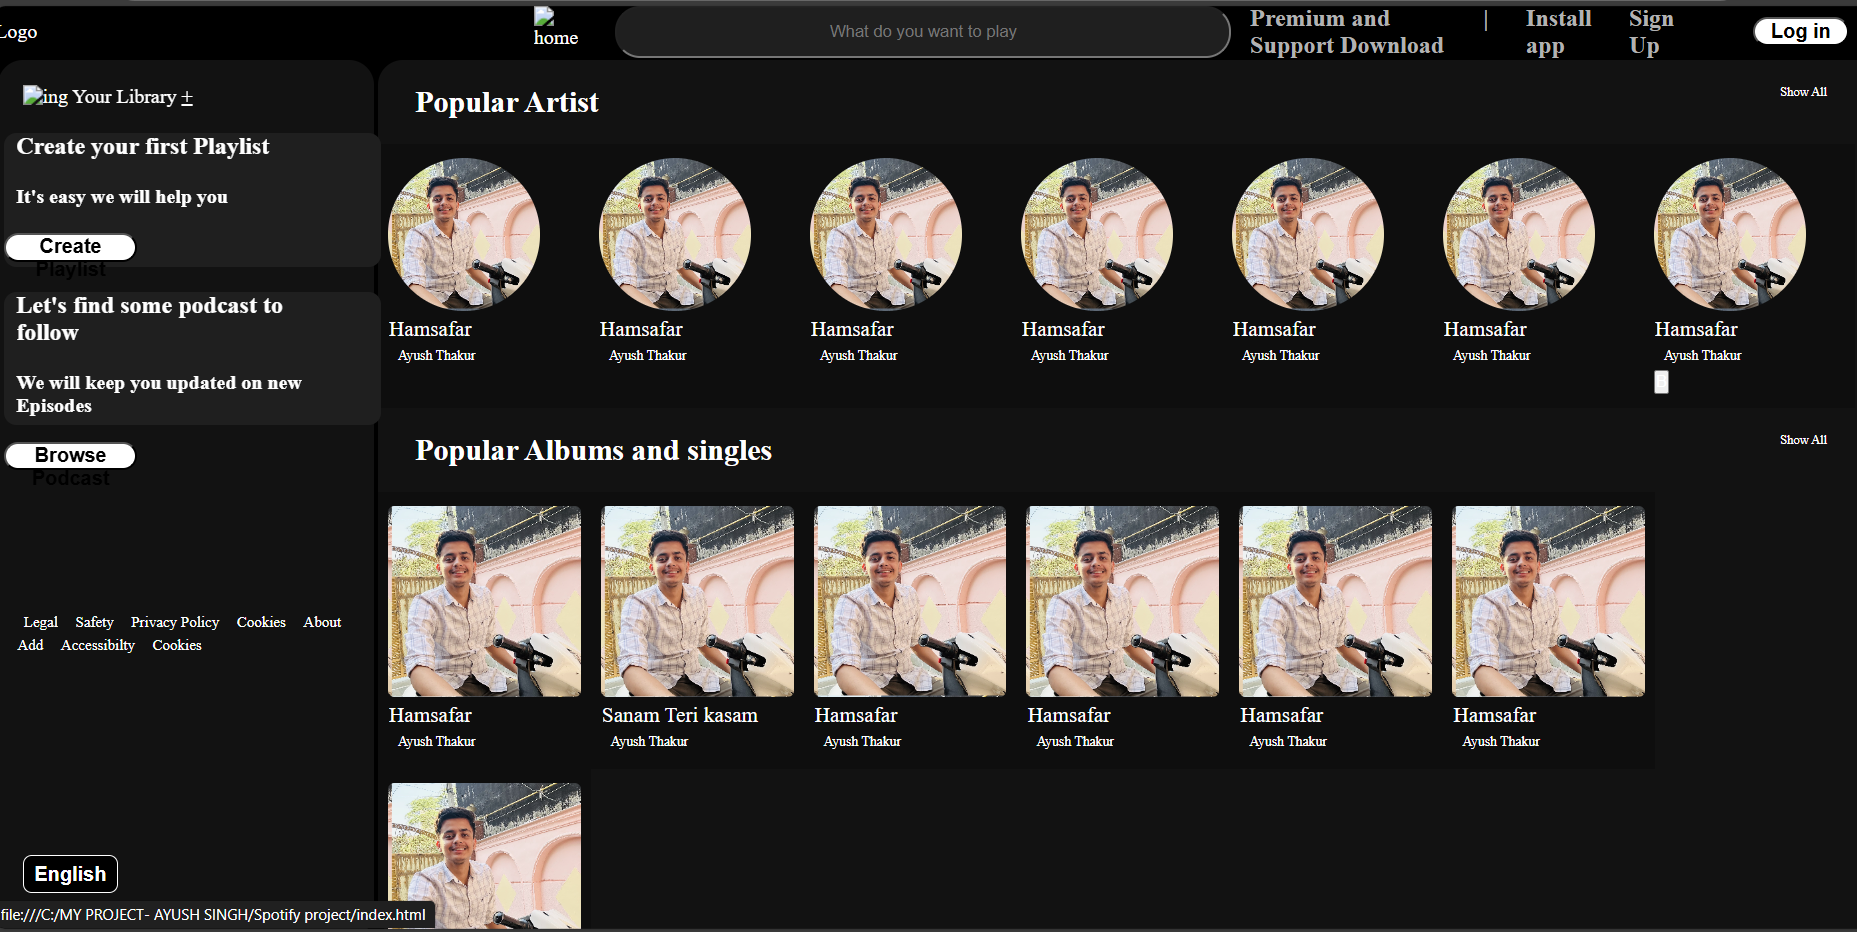 Logo
home
What do you want to play
Premium and
Support Download
|
Install
app
Sign
Up
Log in
ing Your Library +
Create your first Playlist
It's easy we will help you
Create
Playlist
Let's find some podcast to
follow
We will keep you updated on new
Episodes
Browse
Podcast
Legal Safety Privacy Policy Cookies About
Add Accessibilty Cookies
English
file:///C:/MY PROJECT- AYUSH SINGH/Spotify project/index.html
Popular Artist
Show All
Hamsafar Hamsafar Hamsafar Hamsafar Hamsafar Hamsafar Hamsafar
Ayush Thakur Ayush Thakur Ayush Thakur Ayush Thakur Ayush Thakur Ayush Thakur Ayush Thakur
Popular Albums and singles
Show All
Hamsafar Sanam Teri kasam Hamsafar Hamsafar Hamsafar Hamsafar
Ayush Thakur Ayush Thakur Ayush Thakur Ayush Thakur Ayush Thakur Ayush Thakur